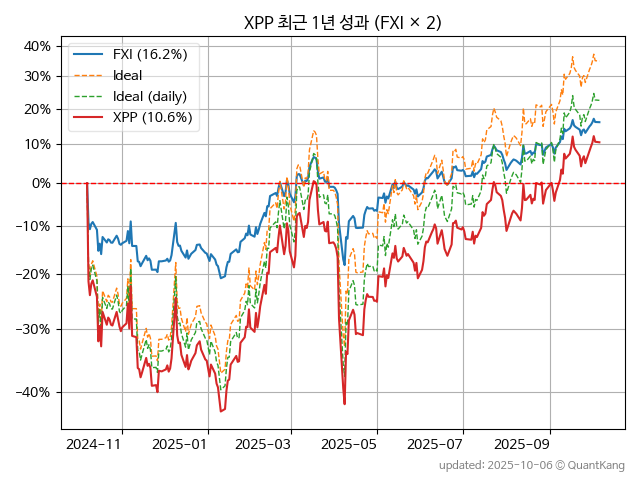 XPP 최근 1년 성과 (FXI × 2)
FXI (16.2%)
Ideal
Ideal (daily)
XPP (10.6%)
40%
30%
20%
10%
0%
−10%
−20%
−30%
−40%
2024-11 2025-01 2025-03 2025-05 2025-07 2025-09
updated: 2025-10-06 © QuantKang